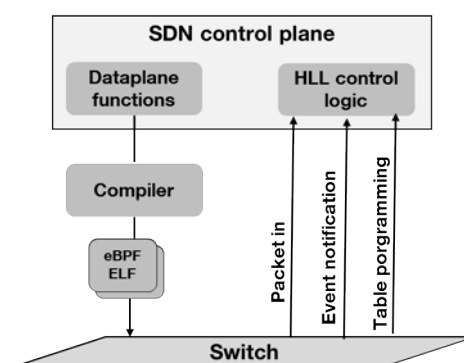 SDN control plane
Dataplane
functions
HLL control
logic
Compiler
eBPF
ELF
Packet in
Event notification
Table porgramming
Switch